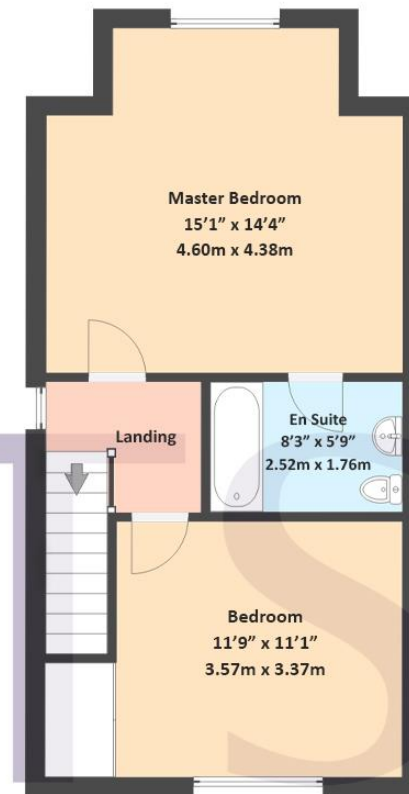 Master Bedroom
15'1" x 14'4"
4.60m x 4.38m
Landing
En Suite
8'3" x 5'9"
2.52m x 1.76m
Bedroom
11'9" x 11'1"
3.57m x 3.37m